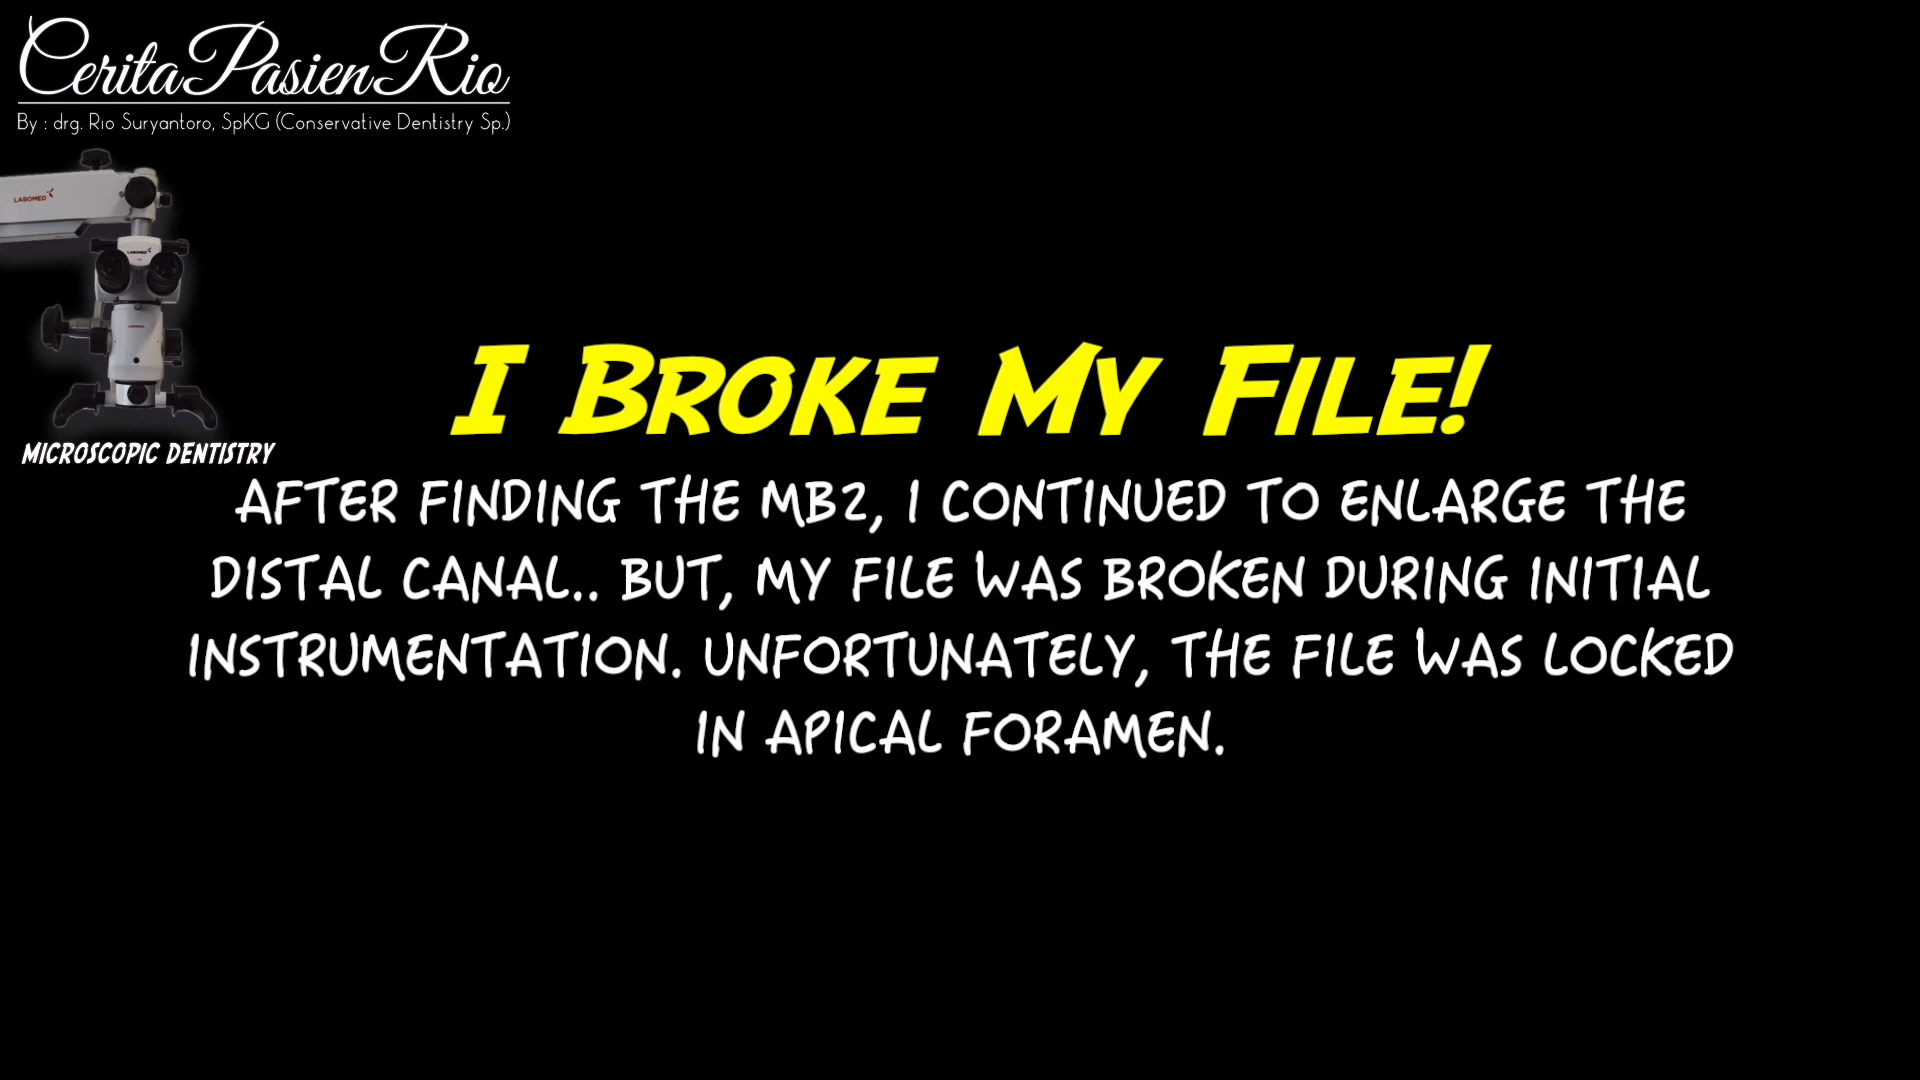 CeritaPasienRio
By : drg. Rio Suryantoro, SpKG (Conservative Dentistry Sp.)
LABOMED
LABOMED
LABOMED
MICROSCOPIC DENTISTRY
I BROKE MY FILE!
AFTER FINDING THE MB2, I CONTINUED TO ENLARGE THE
DISTAL CANAL.. BUT, MY FILE WAS BROKEN DURING INITIAL
INSTRUMENTATION. UNFORTUNATELY, THE FILE WAS LOCKED
IN APICAL FORAMEN.